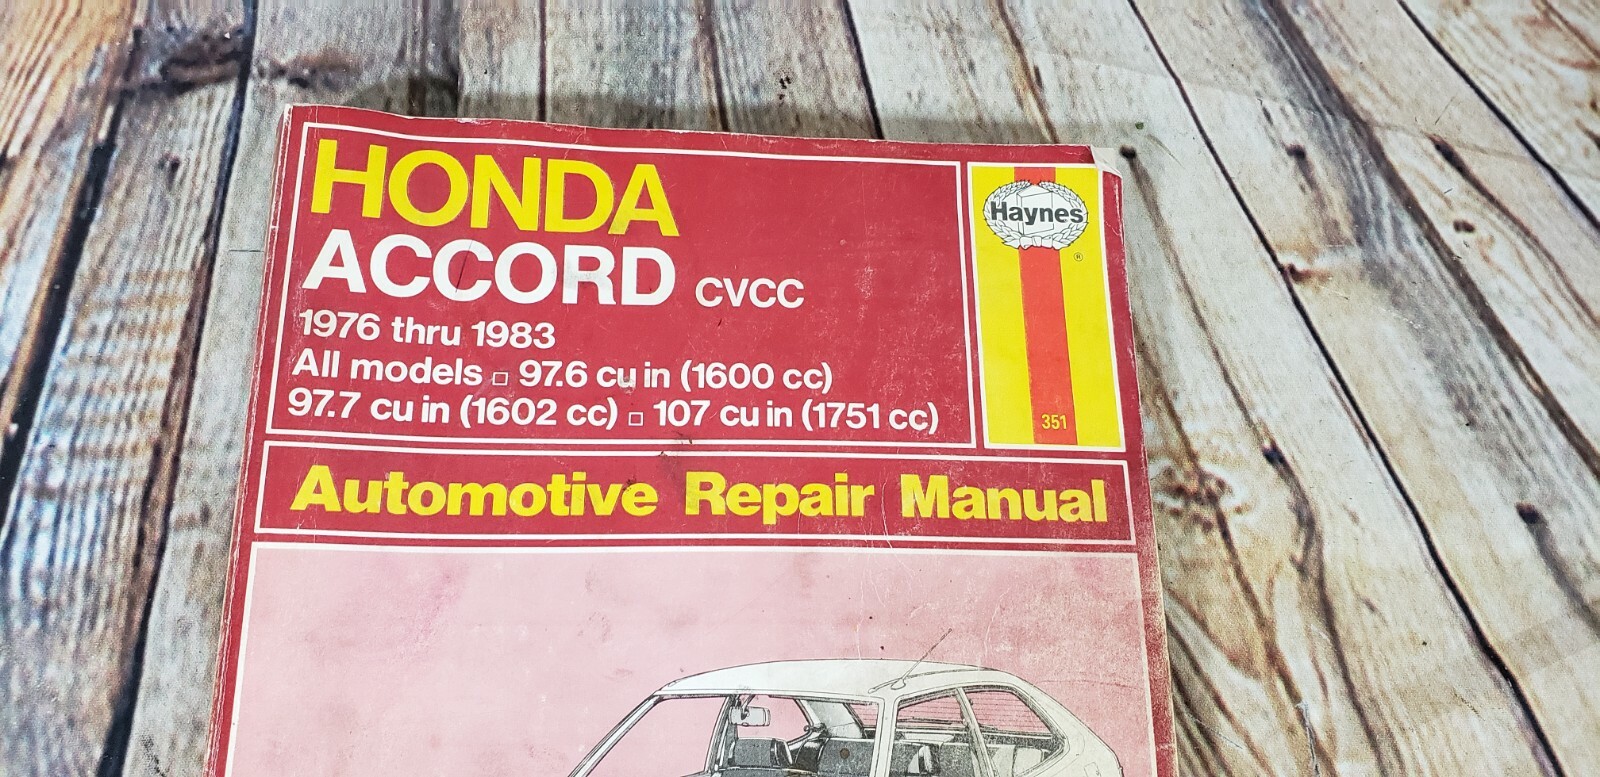 HONDA
ACCORD CVCC
1976 thru 1983
All models □ 97.6 cu in (1600 cc)
97.7 cu in (1602 cc) □ 107 cu in (1751 cc)
Haynes
®
351
Automotive Repair Manual